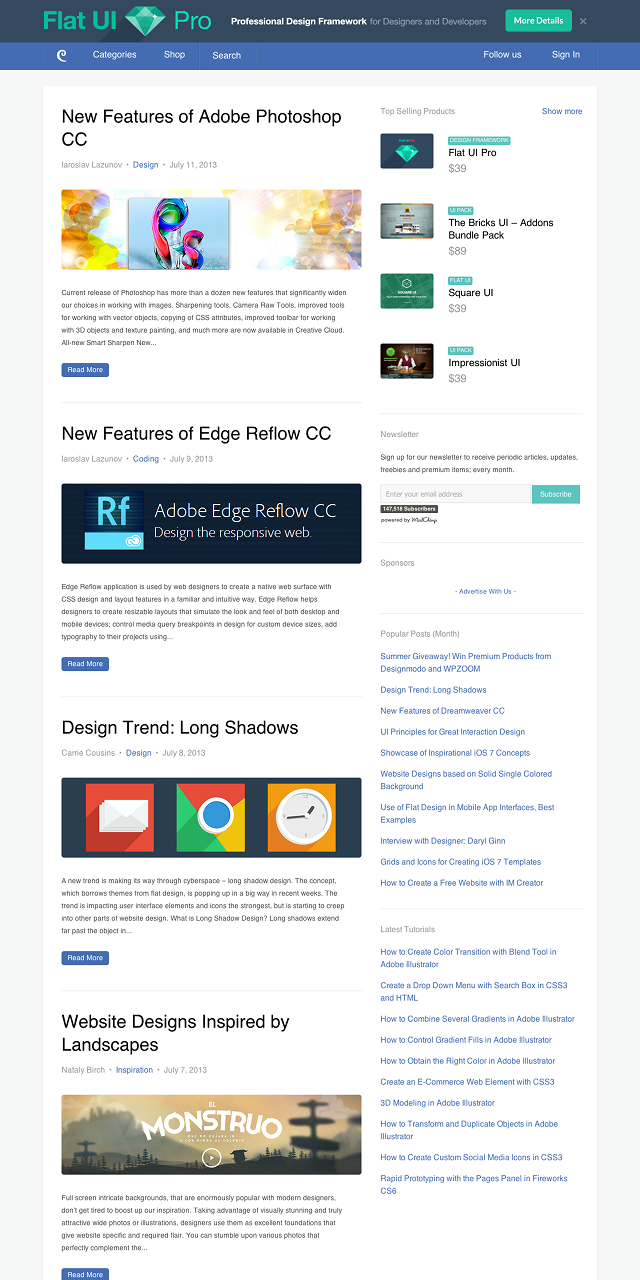 Flat UI Pro
Professional Design Framework for Designers and Developers
More Details
×
Categories
Shop
Search
Follow us
Sign In
New Features of Adobe Photoshop
CC
Iaroslav Lazunov • Design • July 11, 2013
Current release of Photoshop has more than a dozen new features that significantly widen
our choices in working with images. Sharpening tools, Camera Raw Tools, improved tools
for working with vector objects, copying of CSS attributes, improved toolbar for working
with 3D objects and texture painting, and much more are now available in Creative Cloud.
All-new Smart Sharpen New...
Read More
New Features of Edge Reflow CC
Iaroslav Lazunov • Coding • July 9, 2013
Rf
Adobe Edge Reflow CC
Design the responsive web.
Edge Reflow application is used by web designers to create a native web surface with
CSS design and layout features in a familiar and intuitive way. Edge Reflow helps
designers to create resizable layouts that simulate the look and feel of both desktop and
mobile devices; control media query breakpoints in design for custom device sizes, add
typography to their projects using...
Read More
Design Trend: Long Shadows
Carrie Cousins • Design • July 8, 2013
A new trend is making its way through cyberspace – long shadow design. The concept,
which borrows themes from flat design, is popping up in a big way in recent weeks. The
trend is impacting user interface elements and icons the strongest, but is starting to creep
into other parts of website design. What is Long Shadow Design? Long shadows extend
far past the object in...
Read More
Website Designs Inspired by
Landscapes
Nataly Birch • Inspiration • July 7, 2013
EL
MONSTRUO
Full screen intricate backgrounds, that are enormously popular with modern designers,
don't get tired to boost up our inspiration. Taking advantage of visually stunning and truly
attractive wide photos or illustrations, designers use them as excellent foundations that
give website specific and required flair. You can stumble upon various photos that
perfectly complement the...
Read More
Top Selling Products
Show more
DESIGN FRAMEWORK
Flat UI Pro
$39
UI PACK
The Bricks UI – Addons
Bundle Pack
$89
FLAT UI
Square UI
$39
UI PACK
Impressionist UI
$39
Newsletter
Sign up for our newsletter to receive periodic articles, updates,
freebies and premium items; every month.
Enter your email address
Subscribe
147,518 Subscribers
powered by MailChimp
Sponsors
- Advertise With Us -
Popular Posts (Month)
Summer Giveaway! Win Premium Products from
Designmodo and WPZOOM
Design Trend: Long Shadows
New Features of Dreamweaver CC
UI Principles for Great Interaction Design
Showcase of Inspirational iOS 7 Concepts
Website Designs based on Solid Single Colored
Background
Use of Flat Design in Mobile App Interfaces, Best
Examples
Interview with Designer: Daryl Ginn
Grids and Icons for Creating iOS 7 Templates
How to Create a Free Website with IM Creator
Latest Tutorials
How to Create Color Transition with Blend Tool in
Adobe Illustrator
Create a Drop Down Menu with Search Box in CSS3
and HTML
How to Combine Several Gradients in Adobe Illustrator
How to Control Gradient Fills in Adobe Illustrator
How to Obtain the Right Color in Adobe Illustrator
Create an E-Commerce Web Element with CSS3
3D Modeling in Adobe Illustrator
How to Transform and Duplicate Objects in Adobe
Illustrator
How to Create Custom Social Media Icons in CSS3
Rapid Prototyping with the Pages Panel in Fireworks
CS6